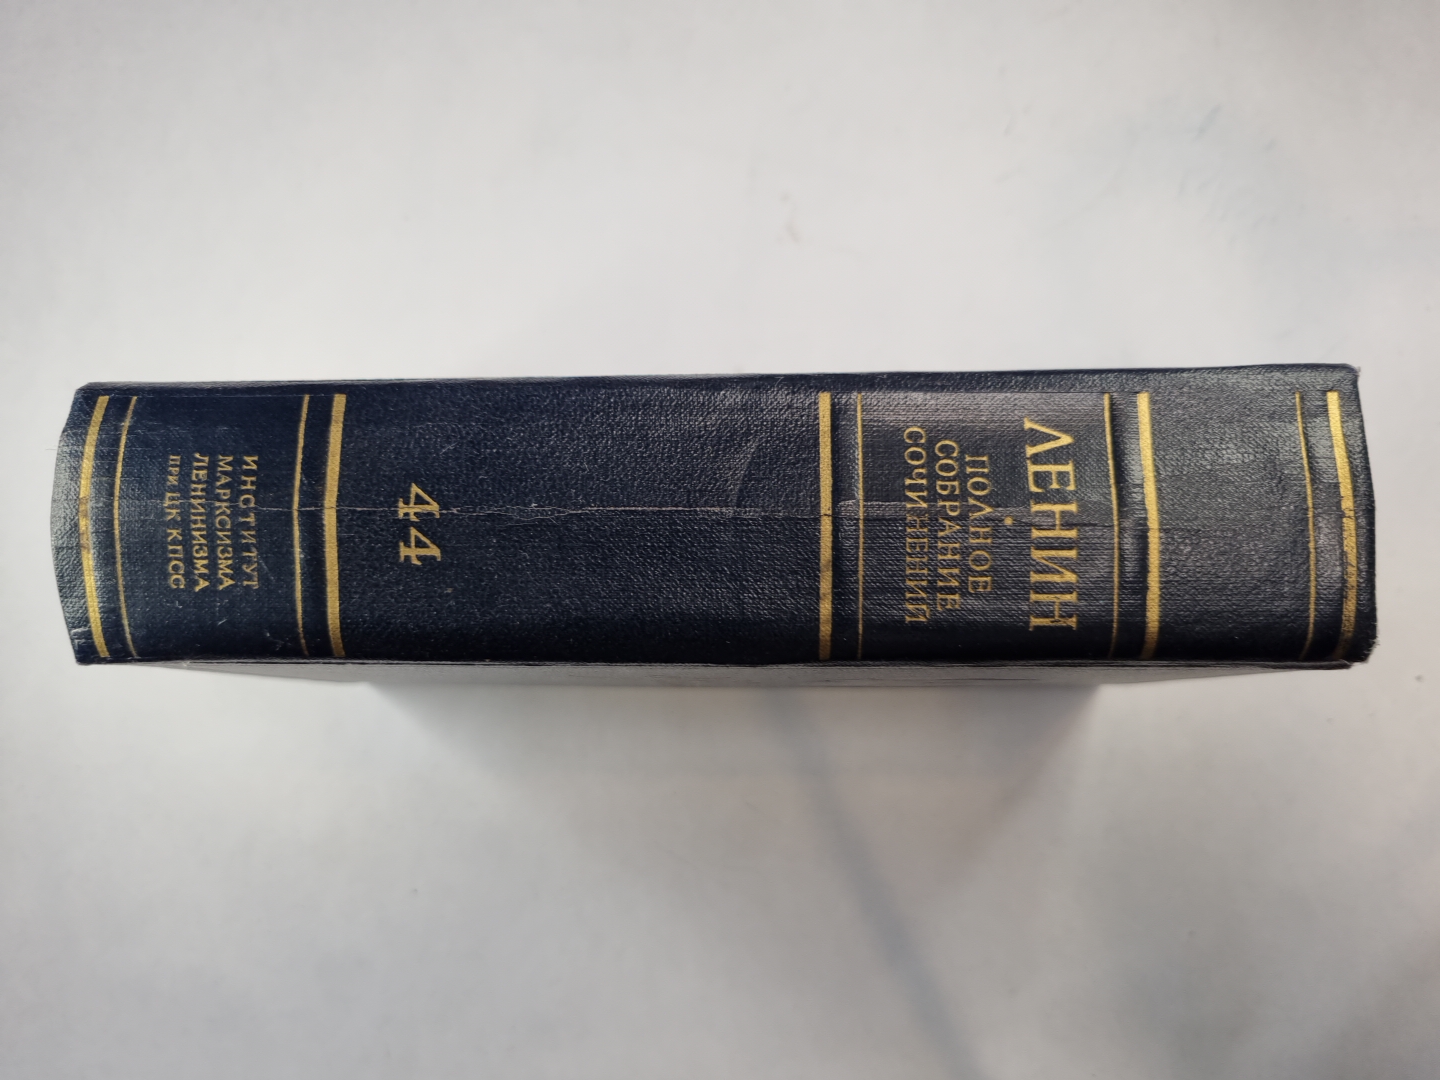 ЛЕНИН
ПОЛНОЕ
СОБРАНИЕ
СОЧИНЕНИЙ
44
ИНСТИТУТ
МАРКСИЗМА
ЛЕНИНИЗМА
ПРИ ЦК КПСС